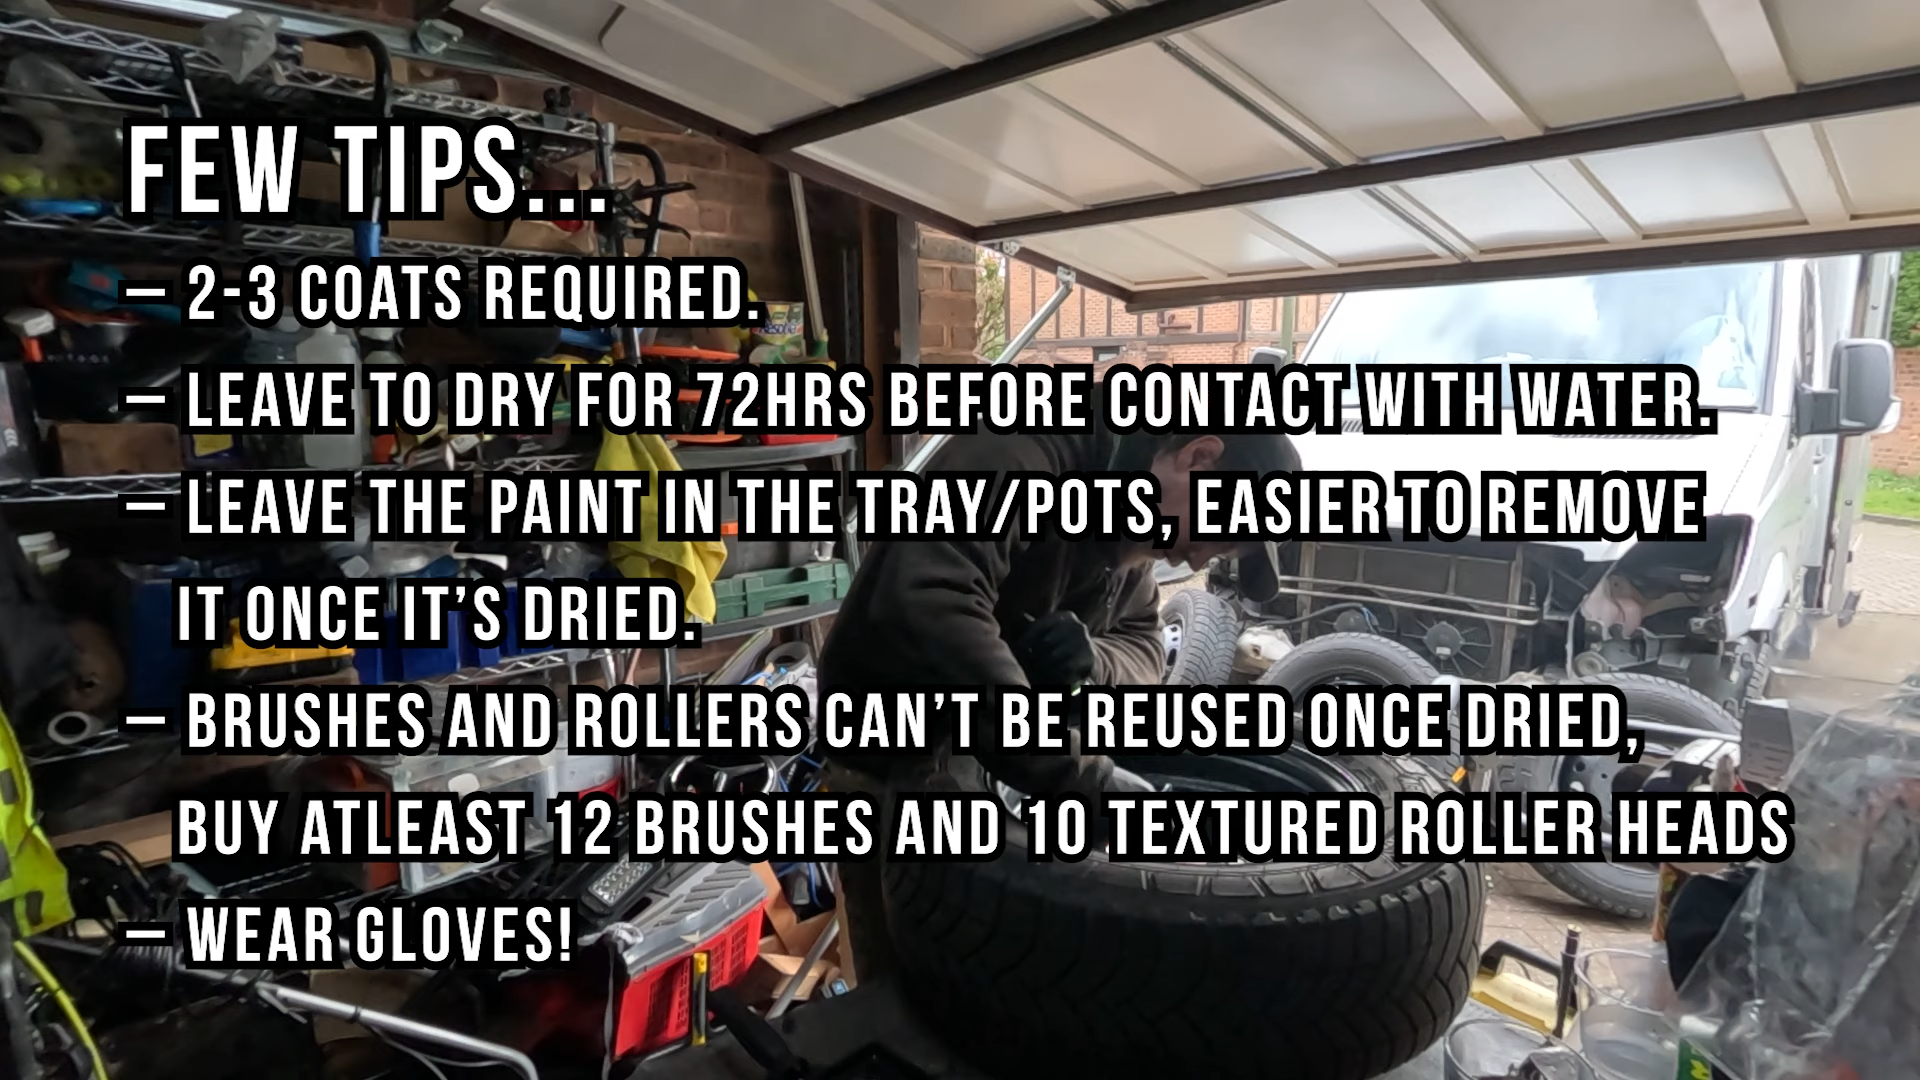 FEW TIPS...
– 2-3 COATS REQUIRED.
– LEAVE TO DRY FOR 72HRS BEFORE CONTACT WITH WATER.
– LEAVE THE PAINT IN THE TRAY/POTS, EASIER TO REMOVE
IT ONCE IT'S DRIED.
– BRUSHES AND ROLLERS CAN'T BE REUSED ONCE DRIED,
BUY ATLEAST 12 BRUSHES AND 10 TEXTURED ROLLER HEADS
– WEAR GLOVES!